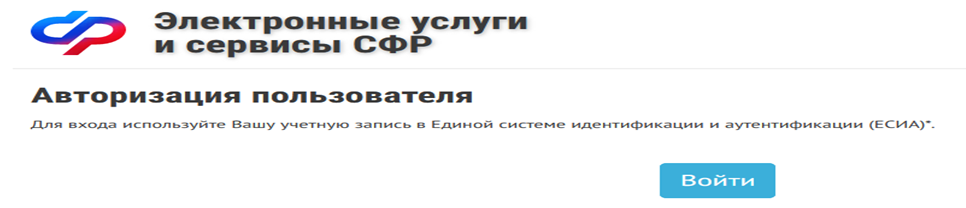 Электронные услуги
и сервисы СФР
Авторизация пользователя
Для входа используйте Вашу учетную запись в Единой системе идентификации и аутентификации (ЕСИА)*.
Войти